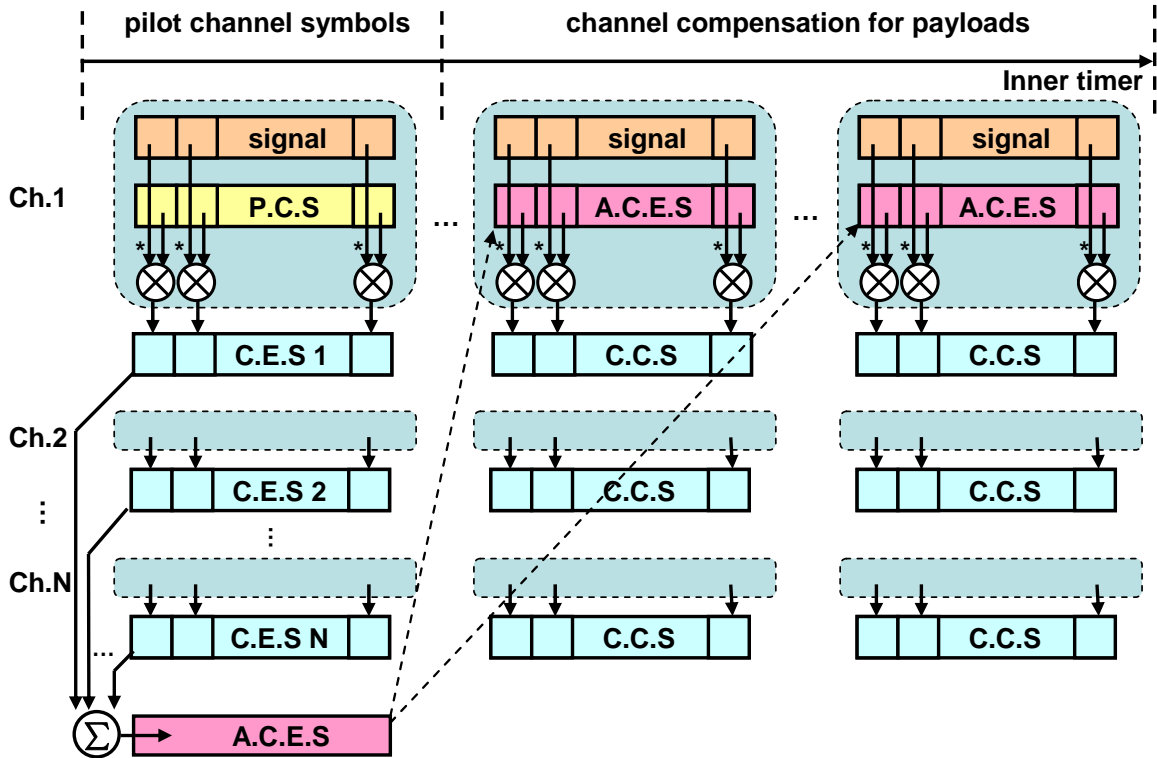 pilot channel symbols
channel compensation for payloads
Inner timer
Ch.1
signal
signal
signal
P.C.S
...
A.C.E.S
...
A.C.E.S
* *
*
* *
*
* *
*
C.E.S 1
C.C.S
C.C.S
Ch.2
C.E.S 2
C.C.S
C.C.S
...
...
Ch.N
C.E.S N
C.C.S
C.C.S
...
Σ
A.C.E.S